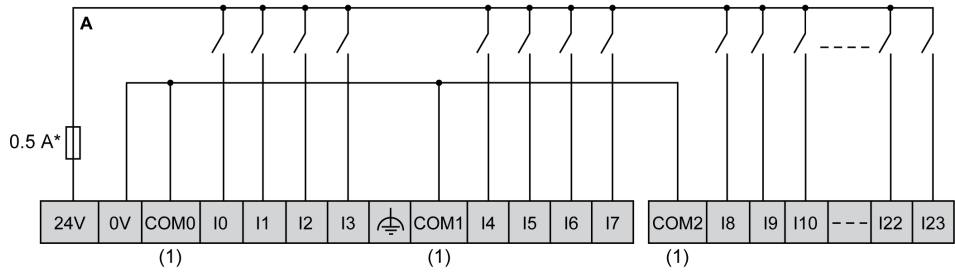 A
0.5 A*
24V 0V COM0 I0 I1 I2 I3 COM1 I4 I5 I6 I7 COM2 I8 I9 I10 --- I22 I23
(1) (1) (1)